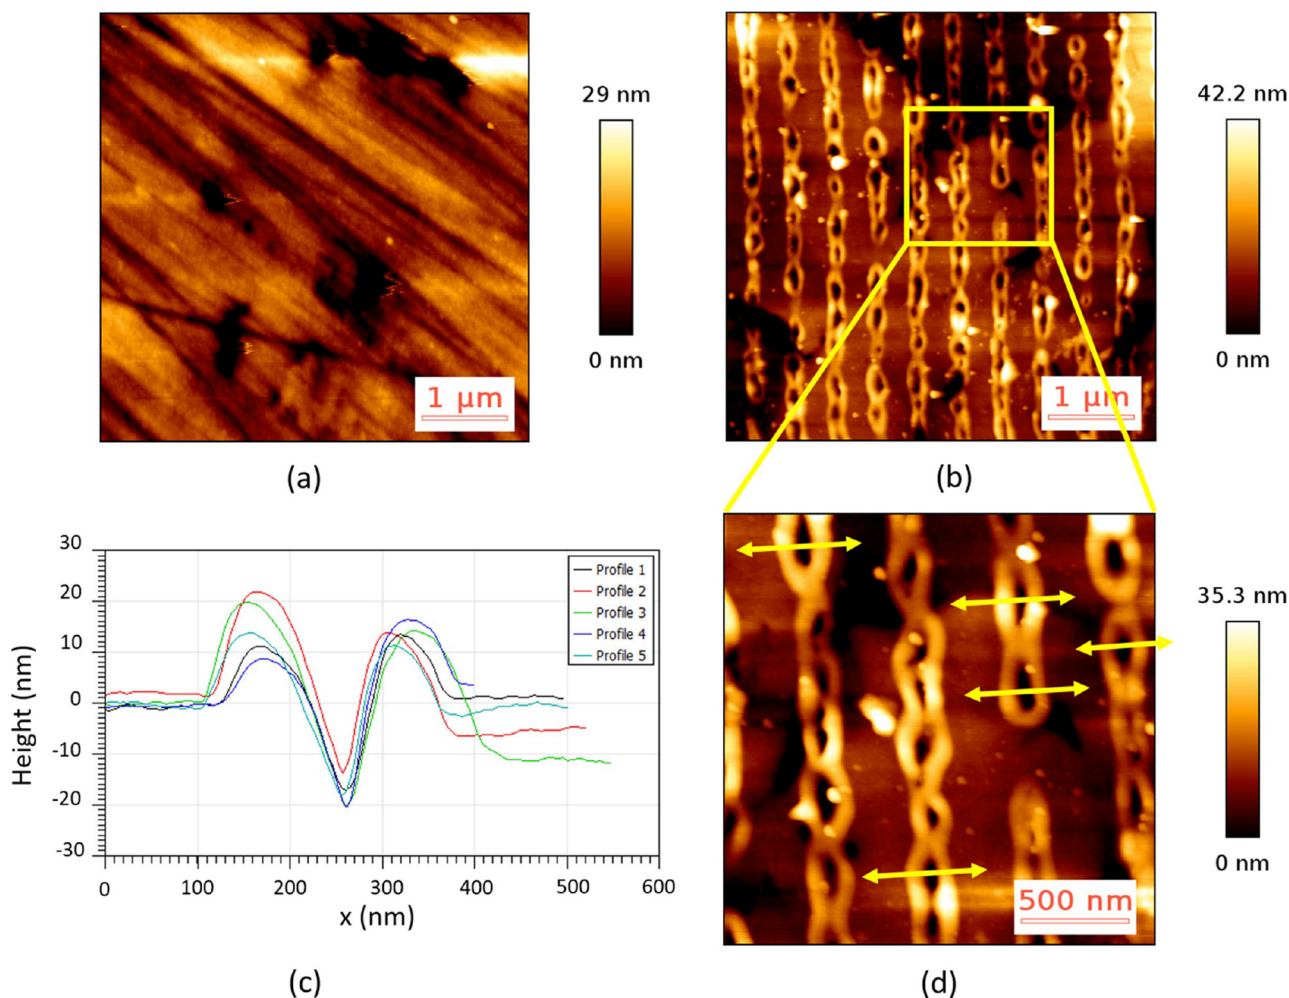 29 nm
0 nm
1 µm
(a)
42.2 nm
0 nm
1 µm
(b)
30
20
10
0
-10
-20
-30
Height (nm)
0
100
200
300
400
500
600
x (nm)
Profile 1
Profile 2
Profile 3
Profile 4
Profile 5
(c)
35.3 nm
0 nm
500 nm
(d)